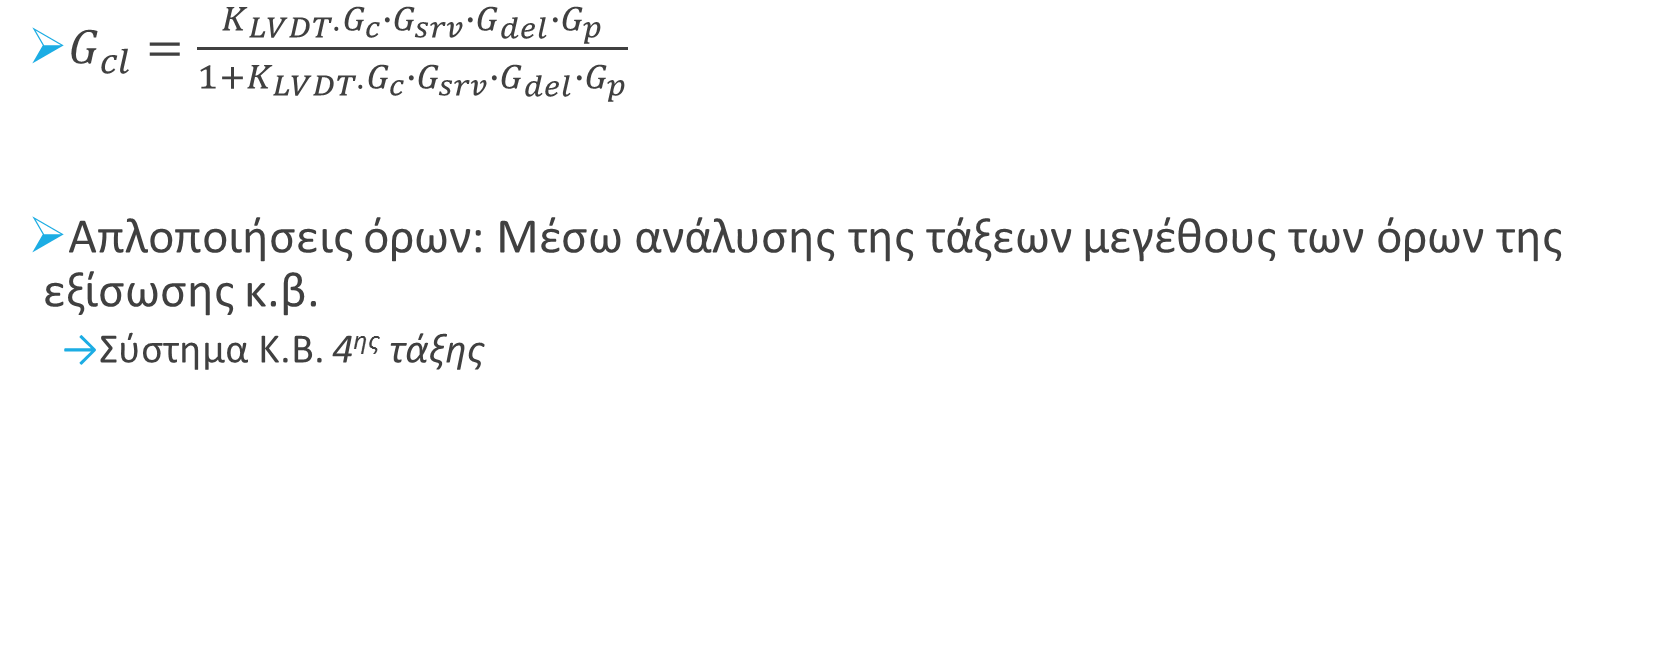 ➢G_cl = (K_LVDT.G_c·G_srv·G_del·G_p)/(1+K_LVDT.G_c·G_srv·G_del·G_p)
➢Απλοποιήσεις όρων: Μέσω ανάλυσης της τάξεων μεγέθους των όρων της
εξίσωσης κ.β.
→Σύστημα Κ.Β. 4ης τάξης